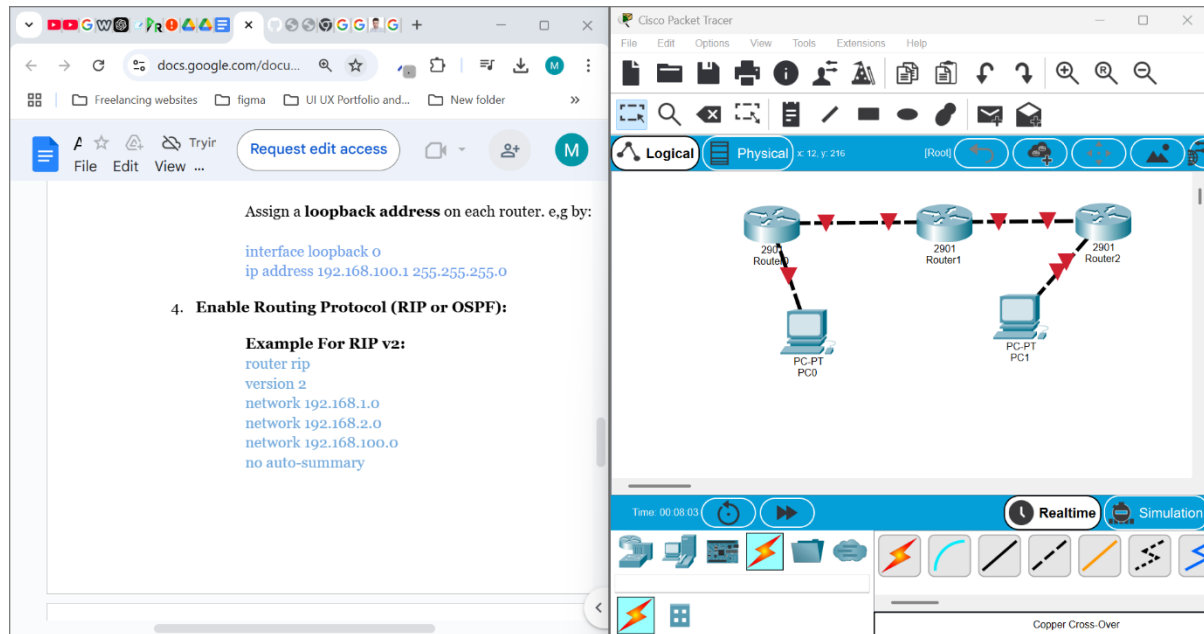 docs.google.com/docu...
Freelancing websites
figma
UI UX Portfolio and...
New folder
»
Tryir
File Edit View ...
Request edit access
M
M
Assign a loopback address on each router. e,g by:
interface loopback 0
ip address 192.168.100.1 255.255.255.0
4. Enable Routing Protocol (RIP or OSPF):
Example For RIP v2:
router rip
version 2
network 192.168.1.0
network 192.168.2.0
network 192.168.100.0
no auto-summary
Cisco Packet Tracer
File Edit Options View Tools Extensions Help
Logical
Physical
x: 12, y: 216
[Root]
2901
Router0
2901
Router1
2901
Router2
PC-PT
PC0
PC-PT
PC1
Time: 00:08:03
Realtime
Simulation
Copper Cross-Over